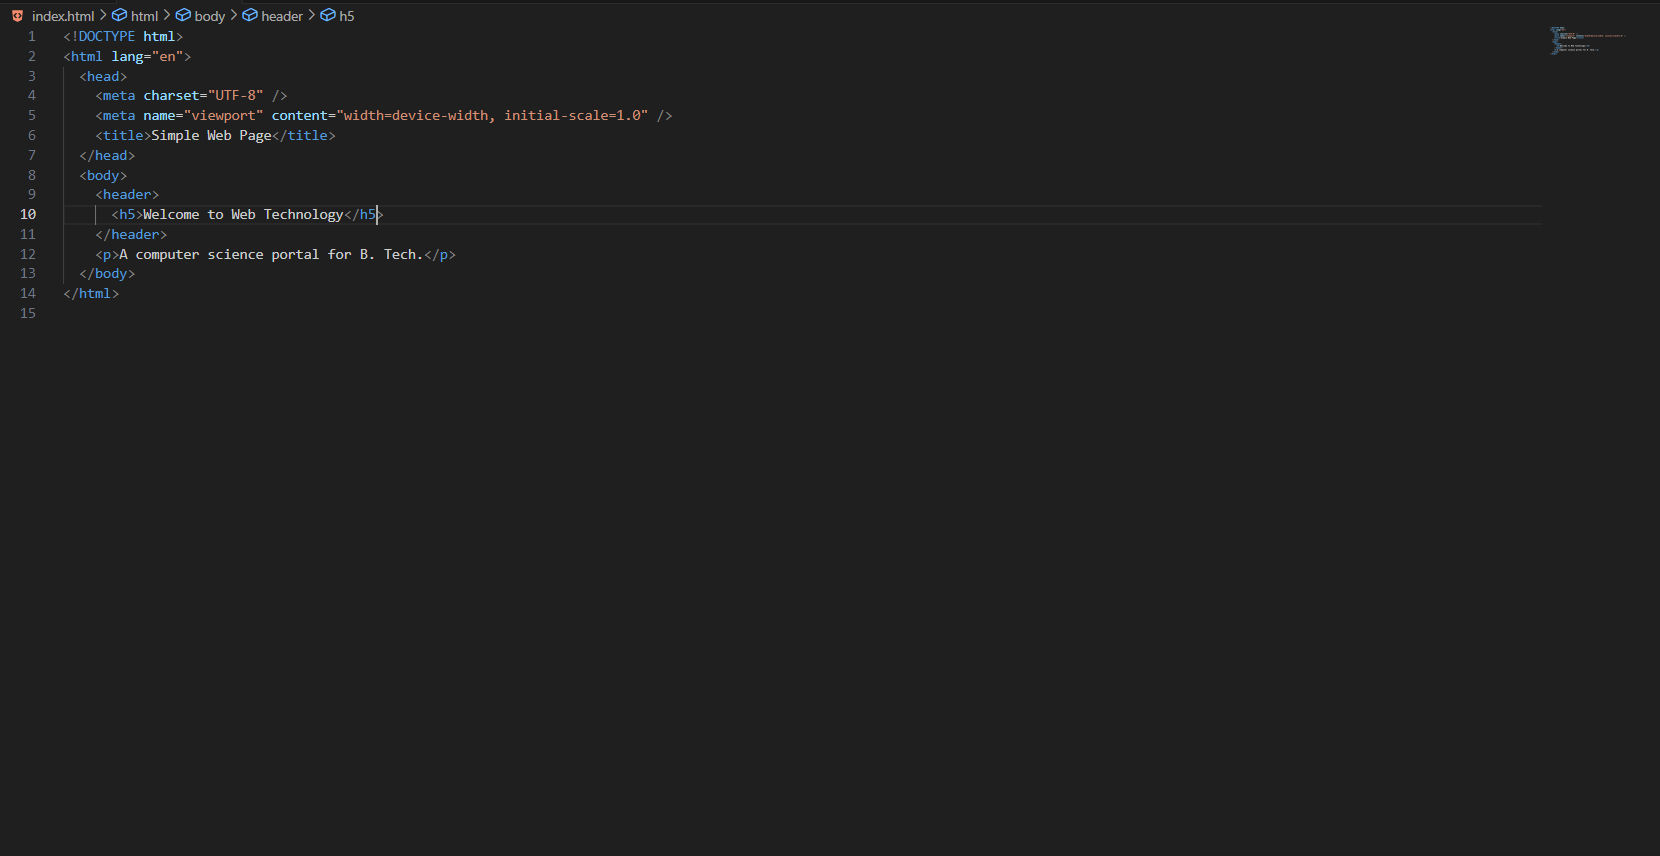 index.html > html > body > header > h5
1 <!DOCTYPE html>
2 <html lang="en">
3   <head>
4     <meta charset="UTF-8" />
5     <meta name="viewport" content="width=device-width, initial-scale=1.0" />
6     <title>Simple Web Page</title>
7   </head>
8   <body>
9     <header>
10       <h5>Welcome to Web Technology</h5>
11     </header>
12     <p>A computer science portal for B. Tech.</p>
13   </body>
14 </html>
15